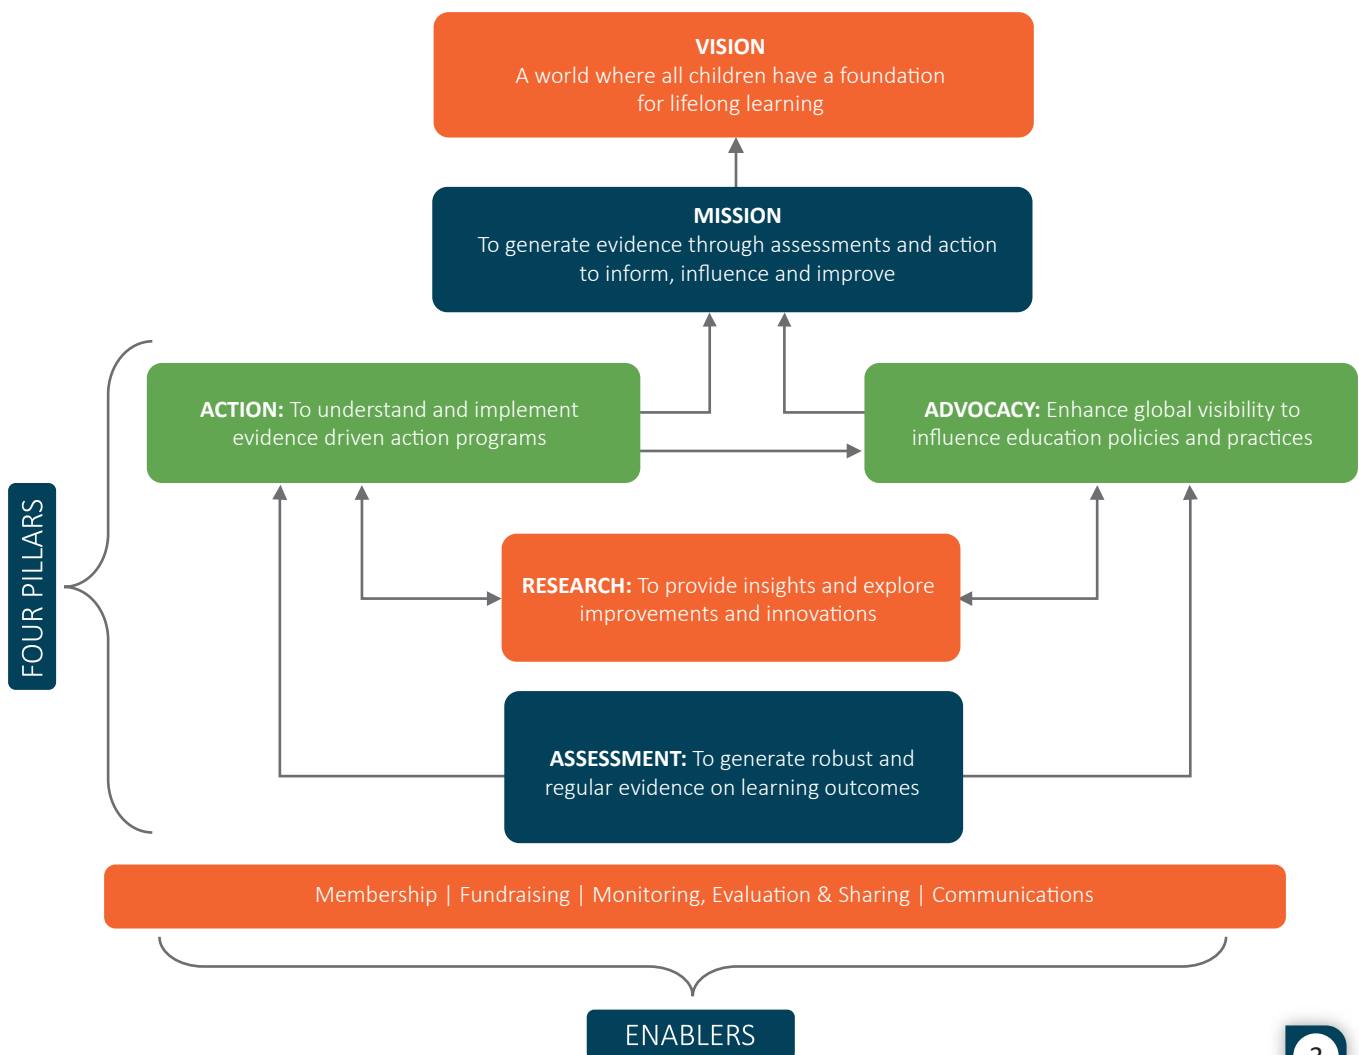 VISION
A world where all children have a foundation
for lifelong learning
MISSION
To generate evidence through assessments and action
to inform, influence and improve
ACTION: To understand and implement
evidence driven action programs
ADVOCACY: Enhance global visibility to
influence education policies and practices
FOUR PILLARS
RESEARCH: To provide insights and explore
improvements and innovations
ASSESSMENT: To generate robust and
regular evidence on learning outcomes
Membership | Fundraising | Monitoring, Evaluation & Sharing | Communications
ENABLERS